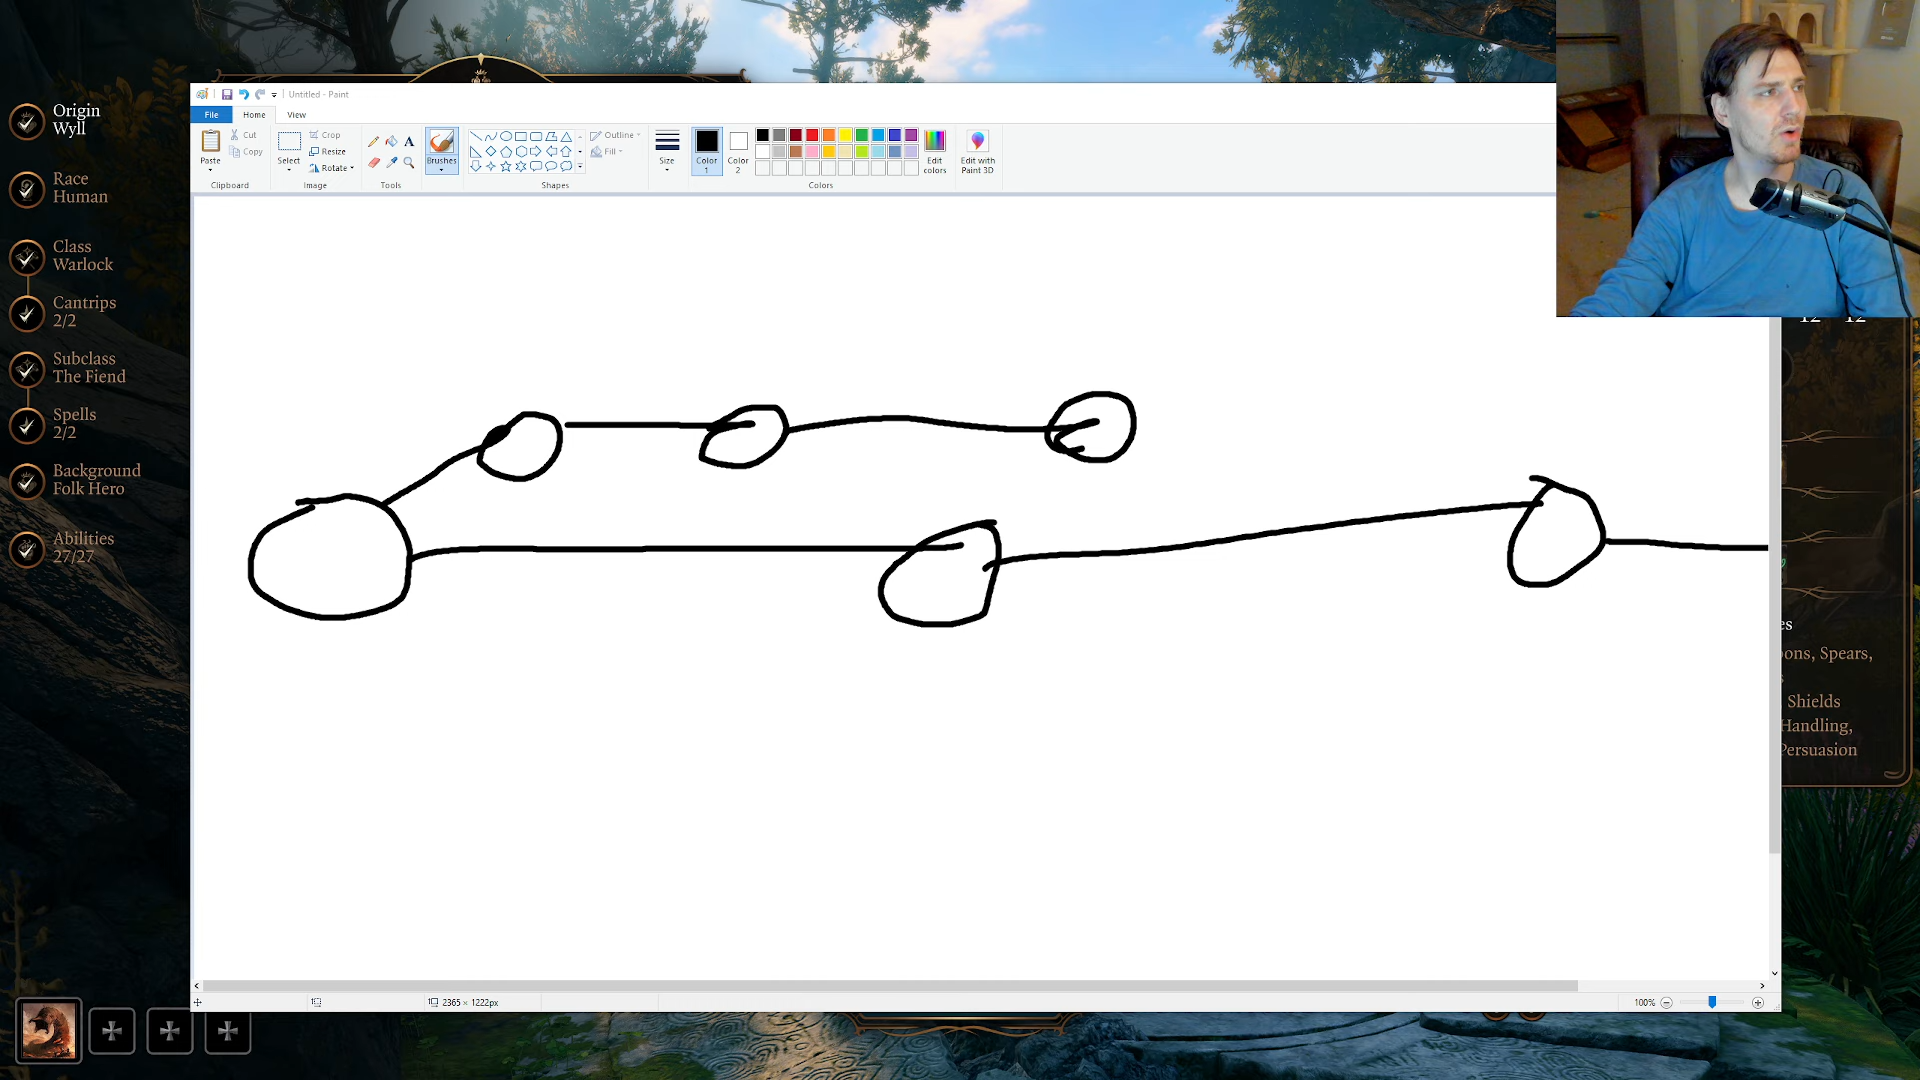 Origin
Wyll
Race
Human
Class
Warlock
Cantrips
2/2
Subclass
The Fiend
Spells
2/2
Background
Folk Hero
Abilities
27/27
Untitled - Paint
File
Home
View
Paste
Cut
Copy
Clipboard
Select
Crop
Resize
Rotate
Image
Tools
Brushes
Shapes
Outline
Fill
Size
Color
1
Color
2
Colors
Edit
colors
Edit with
Paint 3D
es
ons, Spears,
s
Shields
Handling,
Persuasion
2365 × 1222px
100%